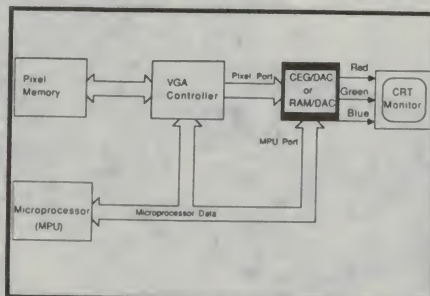 Pixel
Memory
VGA
Controller
Pixel Port
CEG/DAC
or
RAM/DAC
Red
Green
Blue
CRT
Monitor
MPU Port
Microprocessor
(MPU)
Microprocessor Data